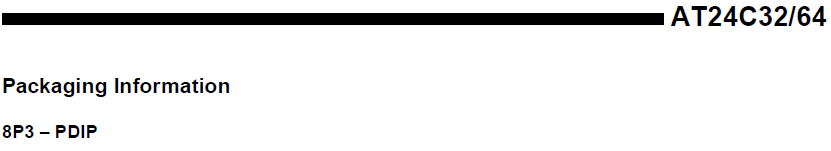 AT24C32/64
Packaging Information
8P3 – PDIP